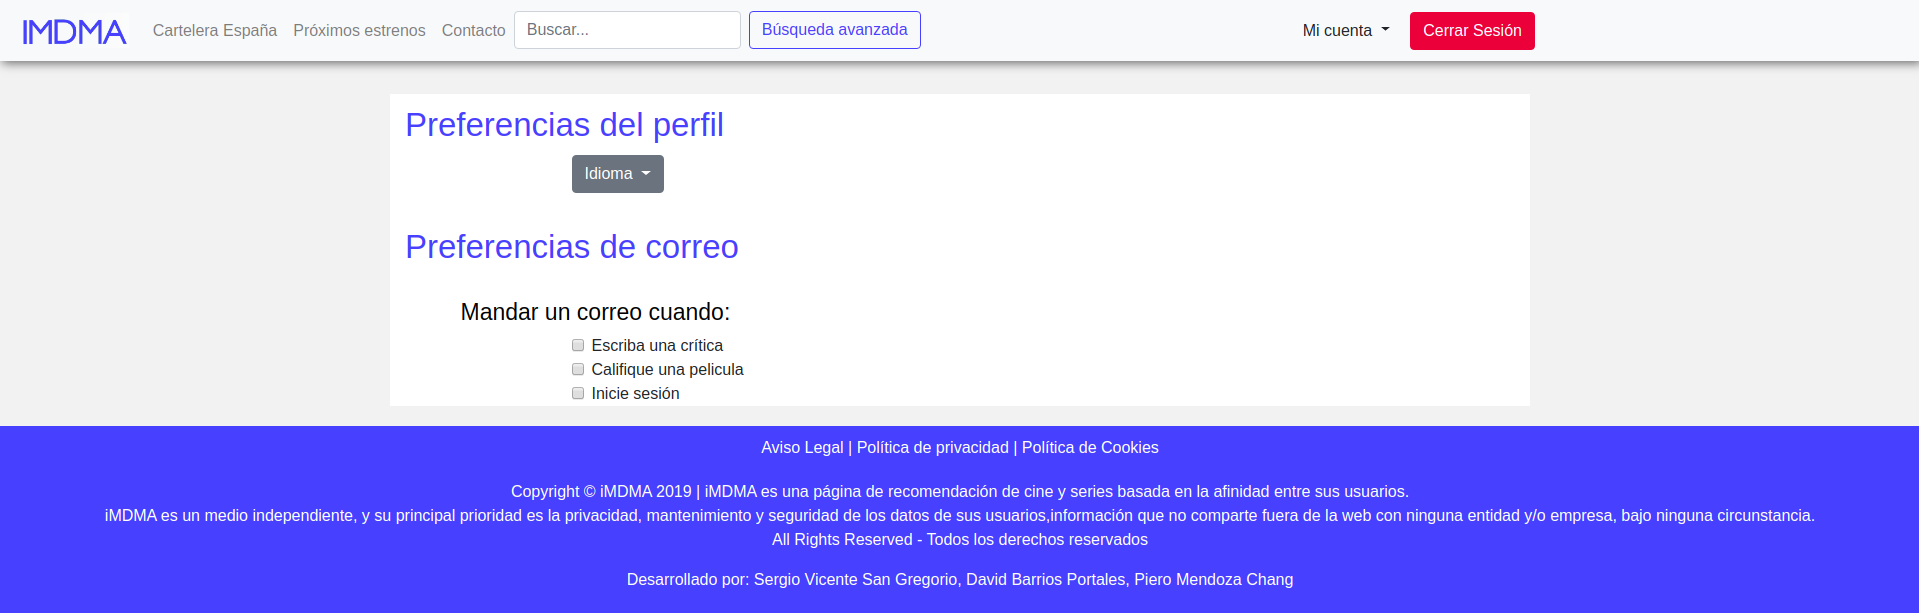 IMDMA Cartelera España Próximos estrenos Contacto Buscar... Búsqueda avanzada Mi cuenta Cerrar Sesión
Preferencias del perfil
Idioma
Preferencias de correo
Mandar un correo cuando:
Escriba una crítica
Califique una pelicula
Inicie sesión
Aviso Legal | Política de privacidad | Política de Cookies
Copyright © iMDMA 2019 | iMDMA es una página de recomendación de cine y series basada en la afinidad entre sus usuarios.
iMDMA es un medio independiente, y su principal prioridad es la privacidad, mantenimiento y seguridad de los datos de sus usuarios,información que no comparte fuera de la web con ninguna entidad y/o empresa, bajo ninguna circunstancia.
All Rights Reserved - Todos los derechos reservados
Desarrollado por: Sergio Vicente San Gregorio, David Barrios Portales, Piero Mendoza Chang